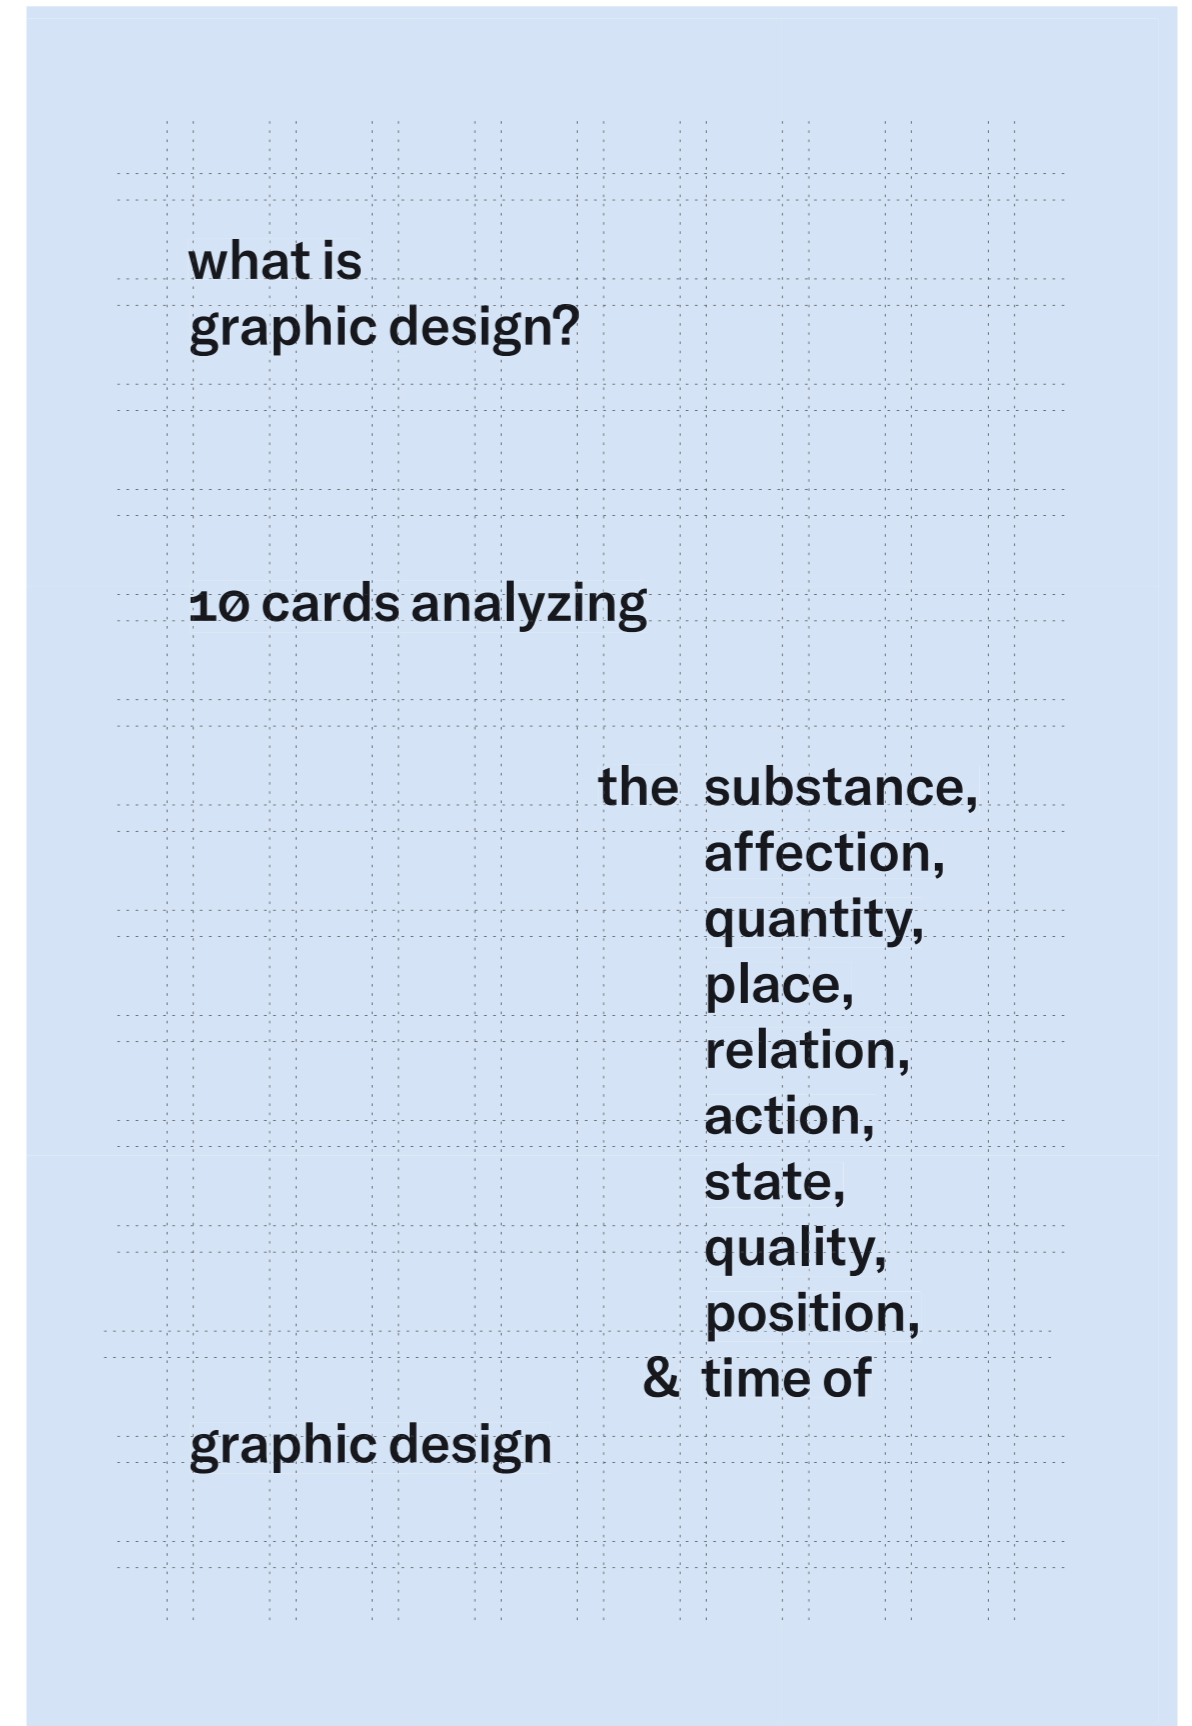 what is
graphic design?
10 cards analyzing
the substance,
affection,
quantity,
place,
relation,
action,
state,
quality,
position,
& time of
graphic design